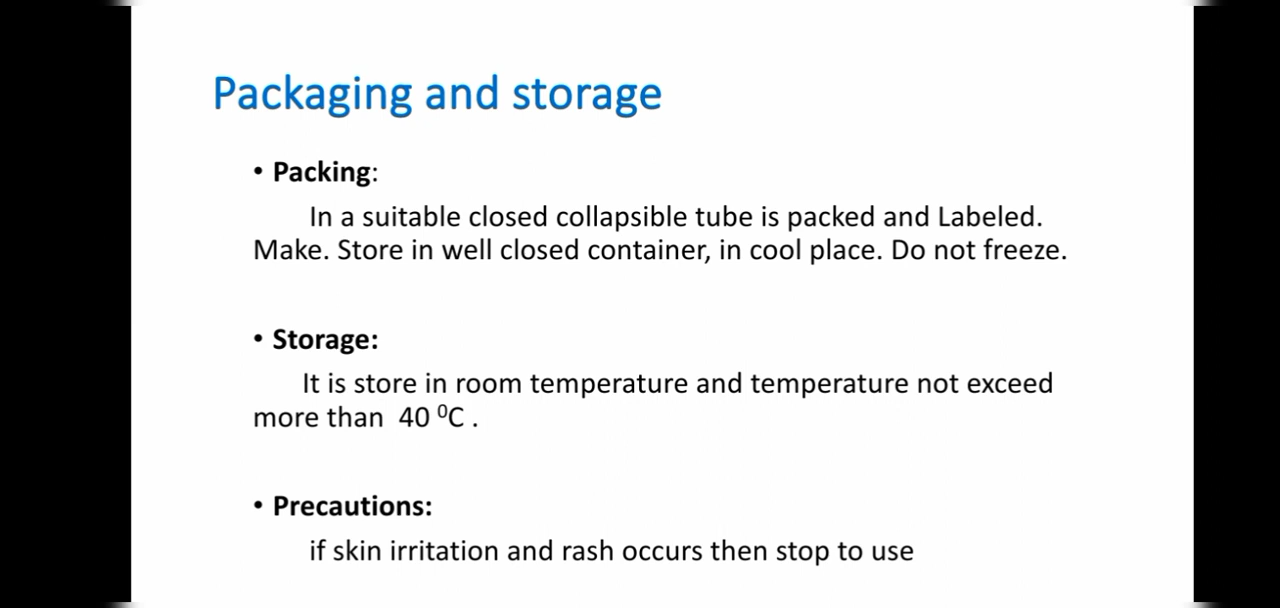 Packaging and storage
• Packing:
In a suitable closed collapsible tube is packed and Labeled.
Make. Store in well closed container, in cool place. Do not freeze.
• Storage:
It is store in room temperature and temperature not exceed
more than 40 ⁰C .
• Precautions:
if skin irritation and rash occurs then stop to use